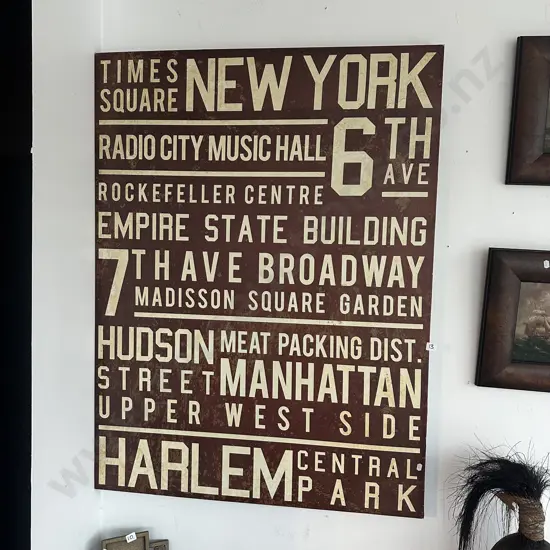 TIMES SQUARE NEW YORK
RADIO CITY MUSIC HALL 6TH AVE
ROCKEFELLER CENTRE
EMPIRE STATE BUILDING
7TH AVE BROADWAY
MADISSON SQUARE GARDEN
HUDSON STREET MEAT PACKING DIST.
MANHATTAN
UPPER WEST SIDE
HARLEM CENTRAL PARK